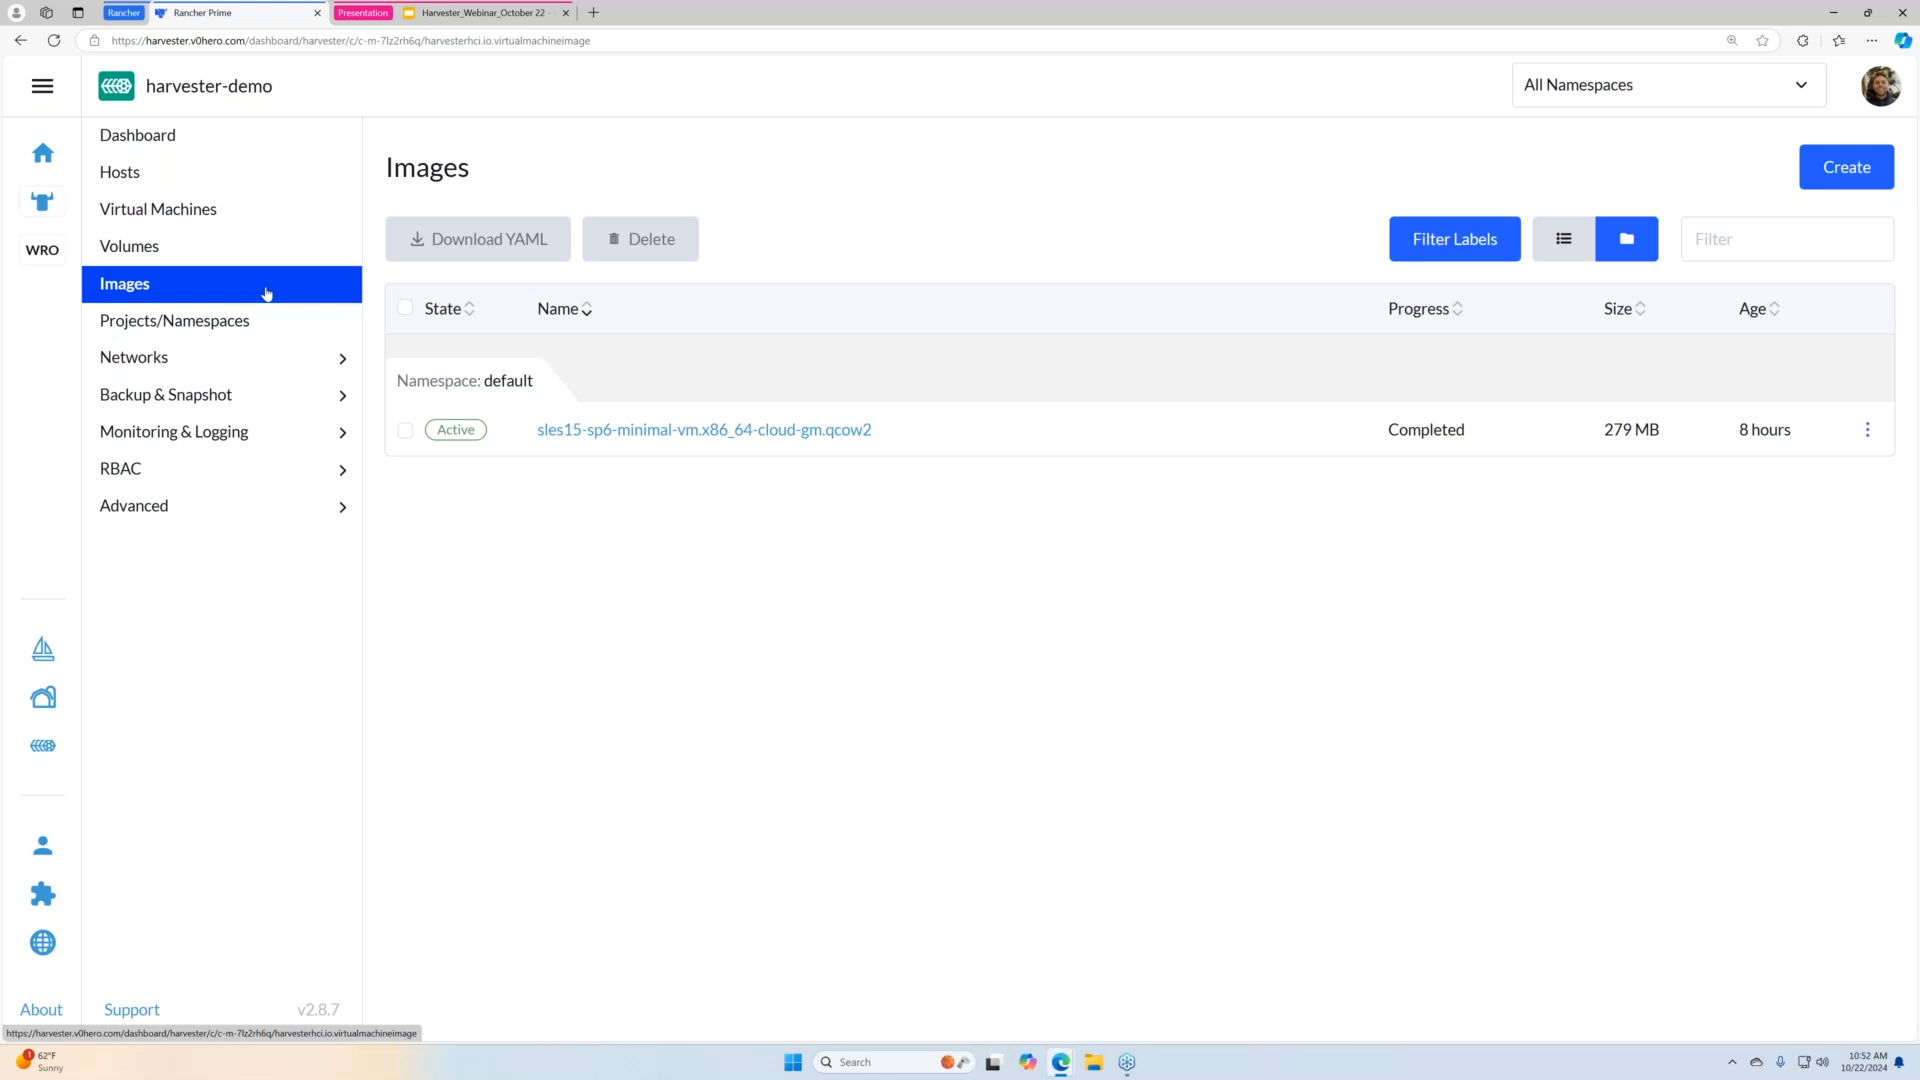 Rancher
Rancher Prime
Presentation
Harvester_Webinar_October 22 -
https://harvester.v0hero.com/dashboard/harvester/c/c-m-7lz2rh6q/harvesterhci.io.virtualmachineimage
harvester-demo
All Namespaces
WRO
Dashboard
Hosts
Virtual Machines
Volumes
Images
Projects/Namespaces
Networks
Backup & Snapshot
Monitoring & Logging
RBAC
Advanced
Images
Create
Download YAML
Delete
Filter Labels
Filter
State
Name
Progress
Size
Age
Namespace: default
Active
sles15-sp6-minimal-vm.x86_64-cloud-gm.qcow2
Completed
279 MB
8 hours
About
Support
v2.8.7
https://harvester.v0hero.com/dashboard/harvester/c/c-m-7lz2rh6q/harvesterhci.io.virtualmachineimage
1
62°F
Sunny
Search
10:52 AM
10/22/2024